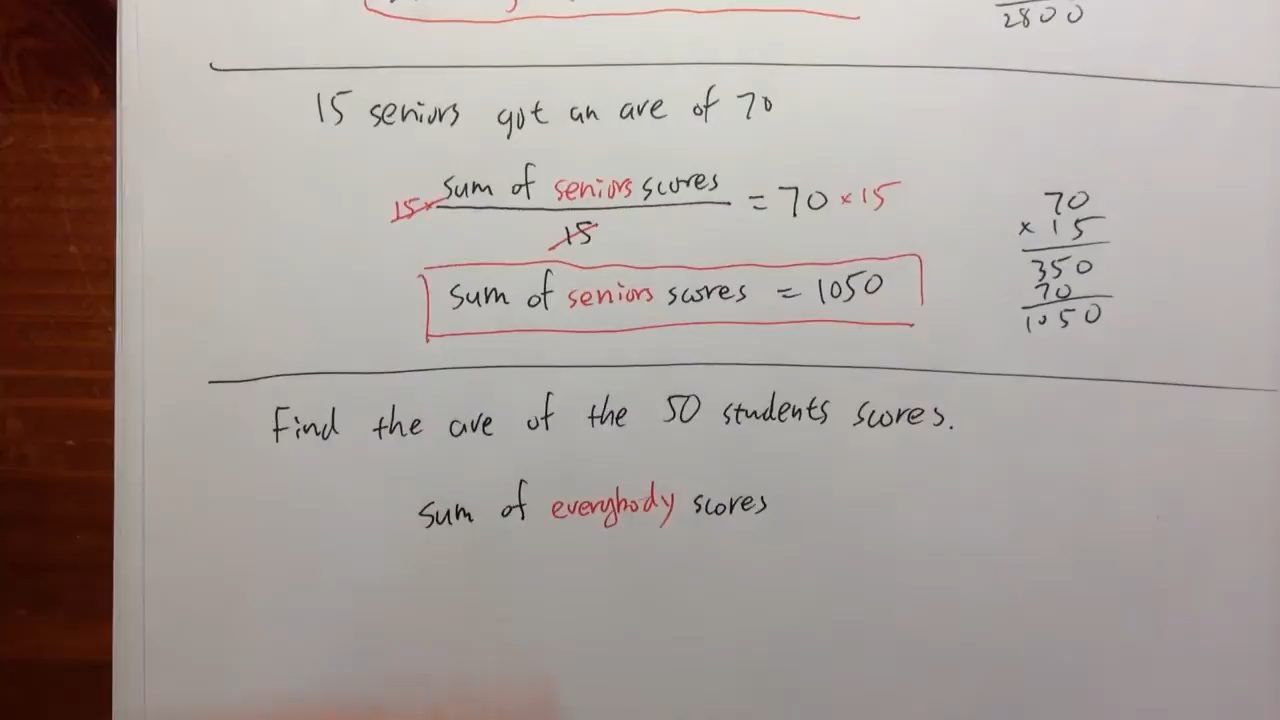 2800
15 seniors got an ave of 70
15× sum of seniors scores
= 70 × 15
15
sum of seniors scores = 1050
70
× 15
350
70
1050
Find the ave of the 50 students scores.
sum of everybody scores